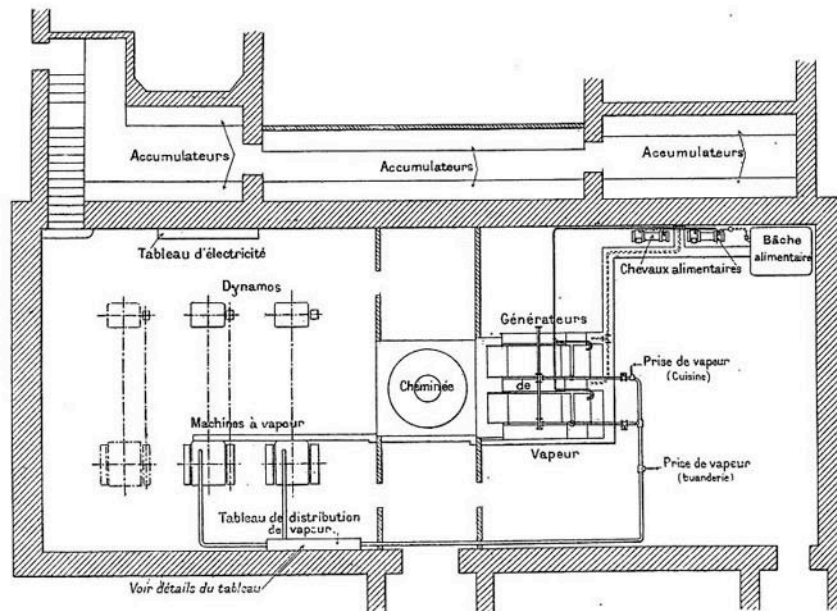 Accumulateurs
Accumulateurs
Accumulateurs
Tableau d'électricité
Bâche
alimentaire
Chevaux alimentaires
Dynamos
Générateurs
Cheminée
de
Prise de vapeur
(Cuisine)
Machines à vapeur
Vapeur
Prise de vapeur
(buanderie)
Tableau de distribution
de vapeur
Voir détails du tableau